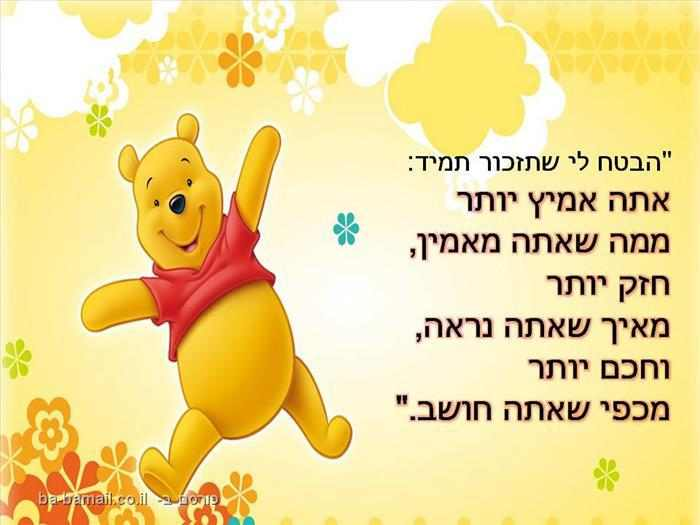 "הבטח לי שתזכור תמיד:
אתה אמיץ יותר
ממה שאתה מאמין,
חזק יותר
מאיך שאתה נראה,
וחכם יותר
מכפי שאתה חושב."
פורסם ב- ba-bamail.co.il